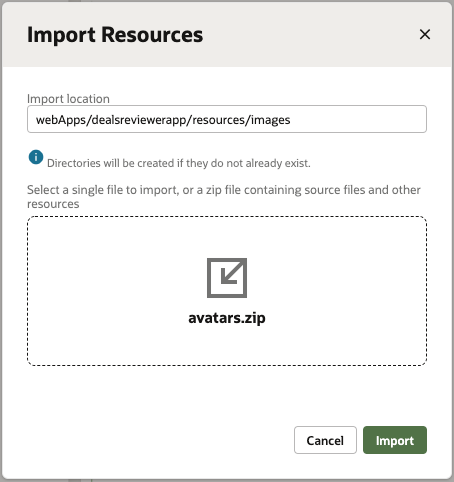 Import Resources
Import location
webApps/dealsreviewerapp/resources/images
Directories will be created if they do not already exist.
Select a single file to import, or a zip file containing source files and other
resources
avatars.zip
Cancel
Import